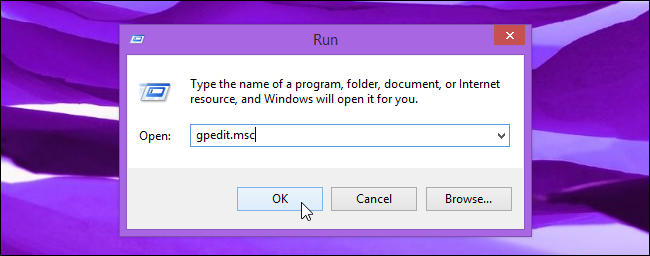 Run
Type the name of a program, folder, document, or Internet
resource, and Windows will open it for you.
Open: gpedit.msc
OK Cancel Browse...